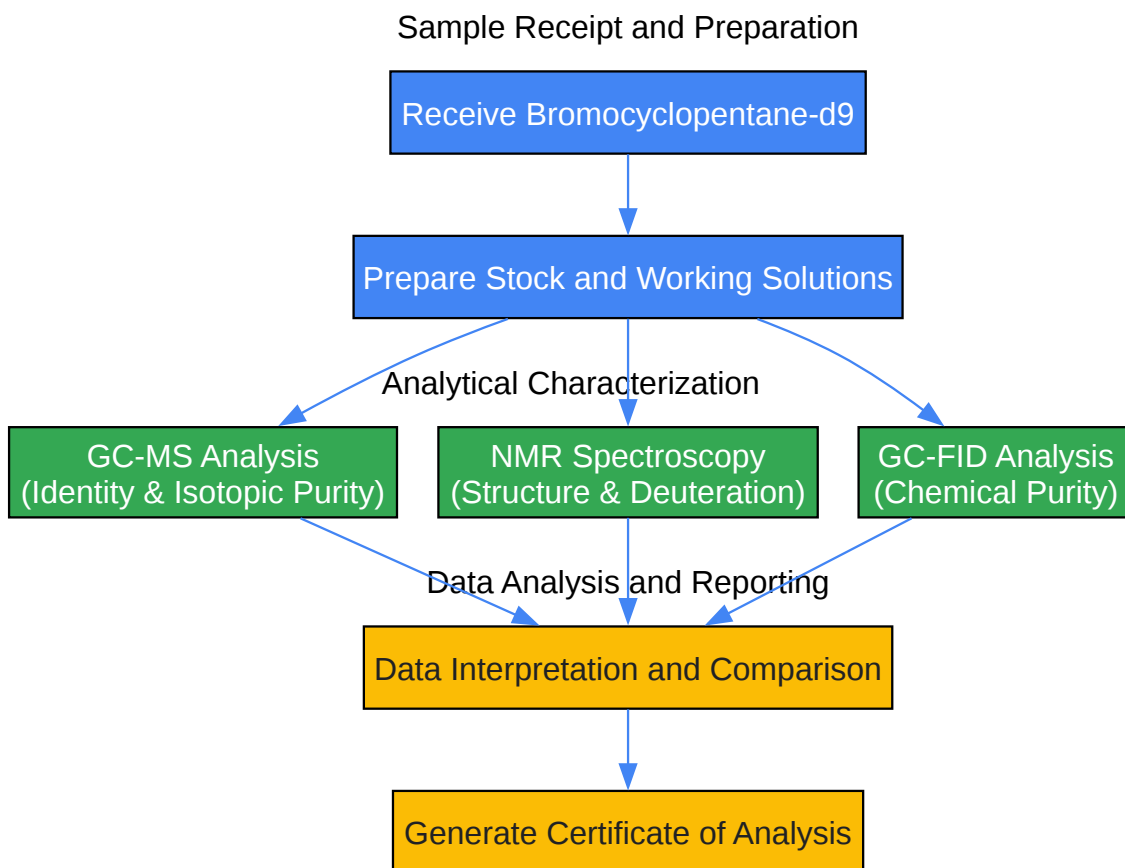 Sample Receipt and Preparation
Receive Bromocyclopentane-d9
Prepare Stock and Working Solutions
Analytical Characterization
GC-MS Analysis
(Identity & Isotopic Purity)
NMR Spectroscopy
(Structure & Deuteration)
GC-FID Analysis
(Chemical Purity)
Data Analysis and Reporting
Data Interpretation and Comparison
Generate Certificate of Analysis